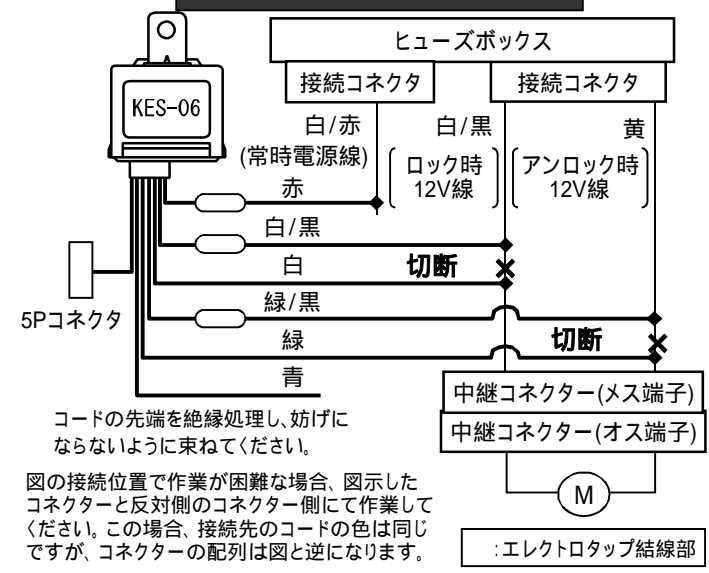 ヒューズボックス
接続コネクタ
接続コネクタ
KES-06
白/赤
(常時電源線)
白/黒
ロック時
12V線
黄
アンロック時
12V線
赤
白/黒
白
切断
緑/黒
5Pコネクタ
緑
切断
青
中継コネクター(メス端子)
中継コネクター(オス端子)
M
コードの先端を絶縁処理し、妨げに
ならないように束ねてください。
図の接続位置で作業が困難な場合、図示した
コネクターと反対側のコネクター側にて作業して
ください。この場合、接続先のコードの色は同じ
ですが、コネクターの配列は図と逆になります。
:エレクトロタップ結線部